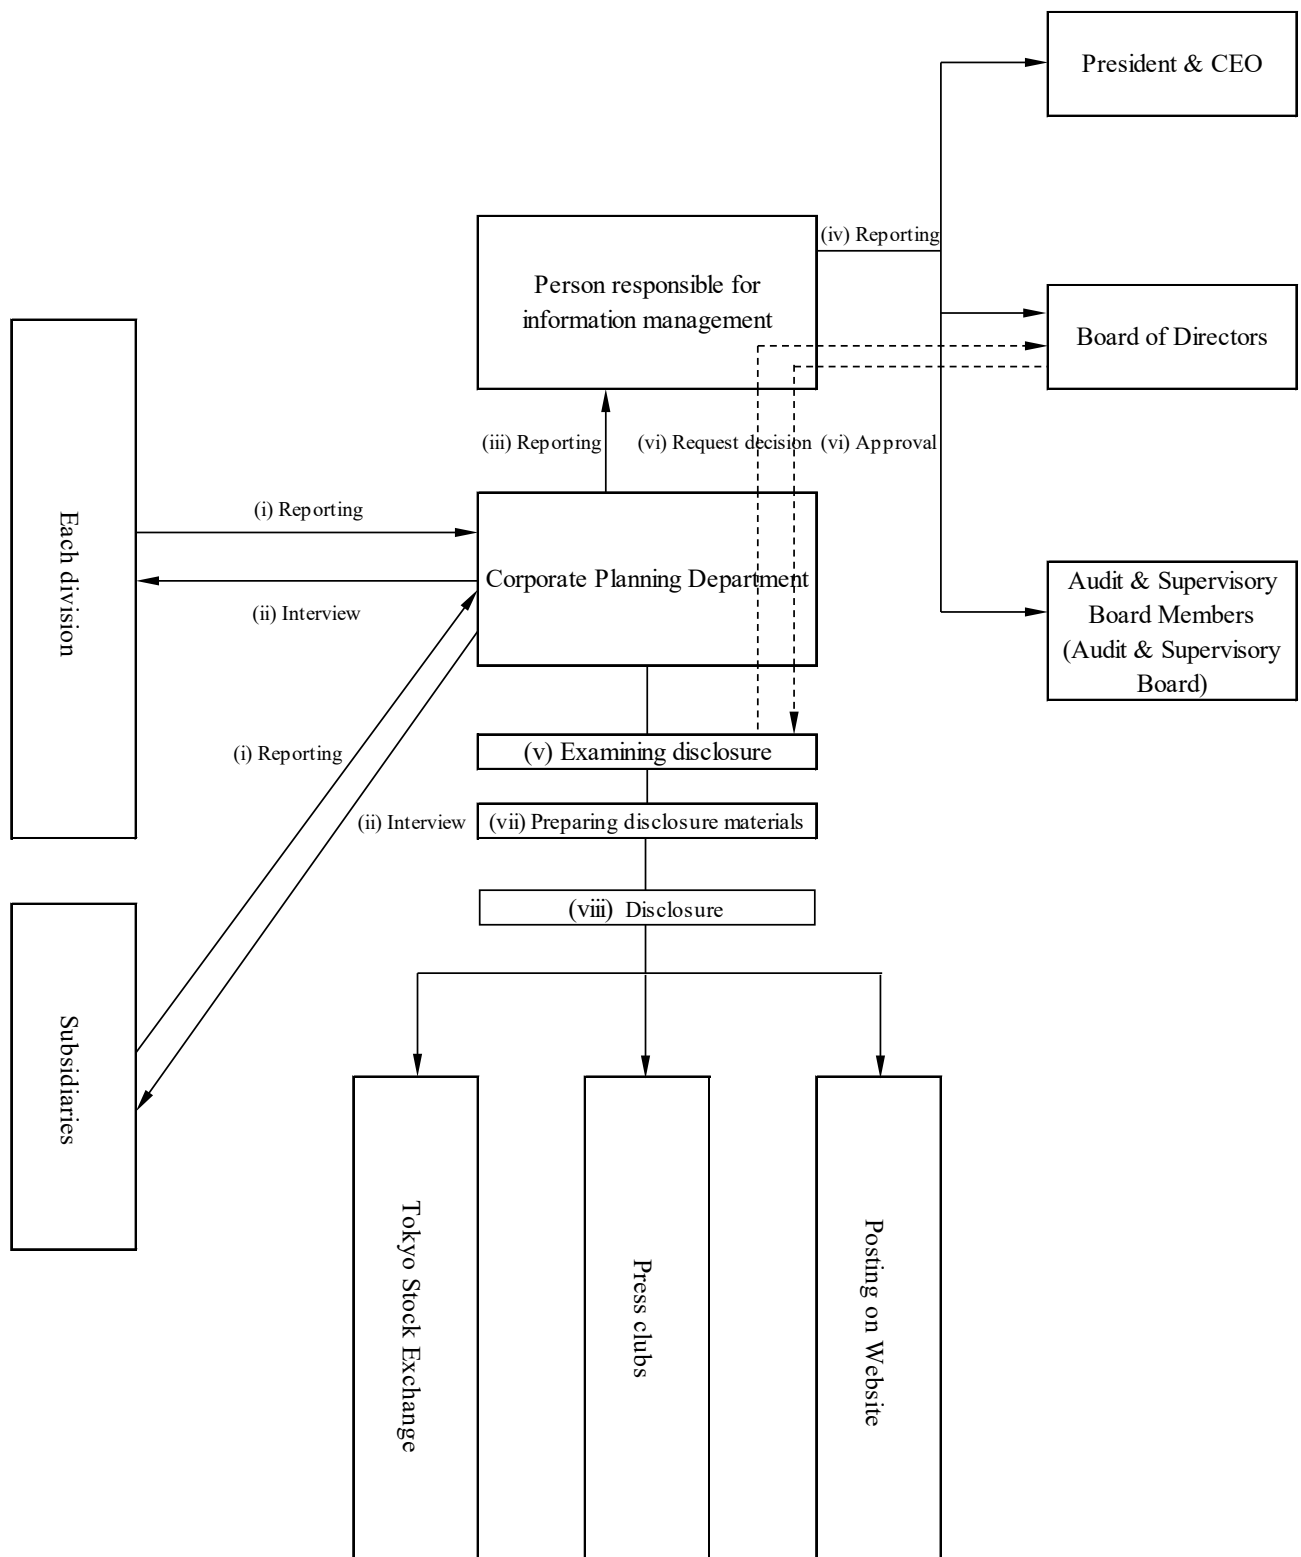 President & CEO
(iv) Reporting
Person responsible for
information management
Board of Directors
(iii) Reporting
(vi) Request decision
(vi) Approval
Each division
(i) Reporting
Corporate Planning Department
(ii) Interview
Audit & Supervisory
Board Members
(Audit & Supervisory
Board)
(i) Reporting
(v) Examining disclosure
(ii) Interview
(vii) Preparing disclosure materials
(viii) Disclosure
Subsidiaries
Tokyo Stock Exchange
Press clubs
Posting on Website